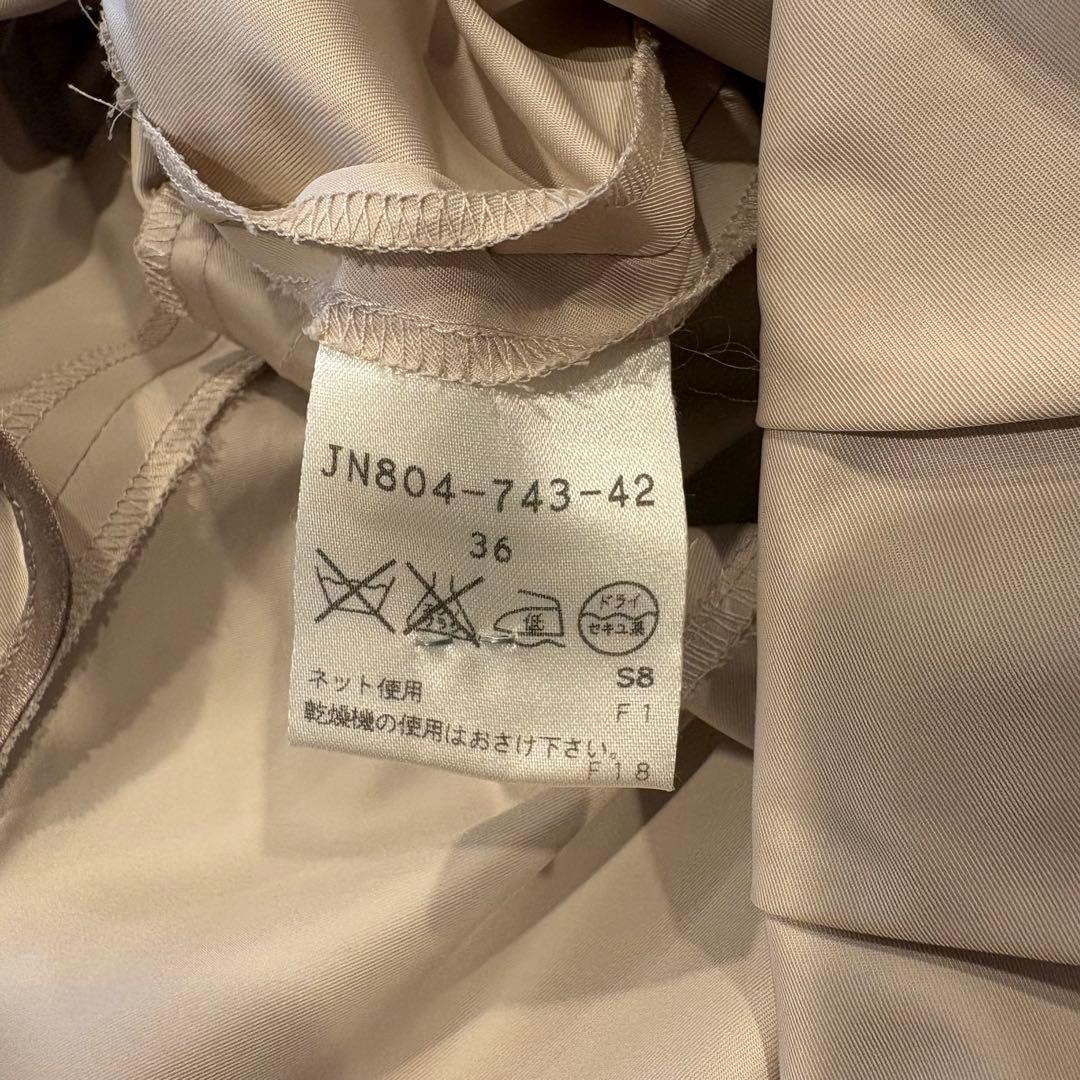 JN804-743-42
36
低
ドライ
セキユ系
S8
ネット使用
F1
乾燥機の使用はおさけ下さい。
F18